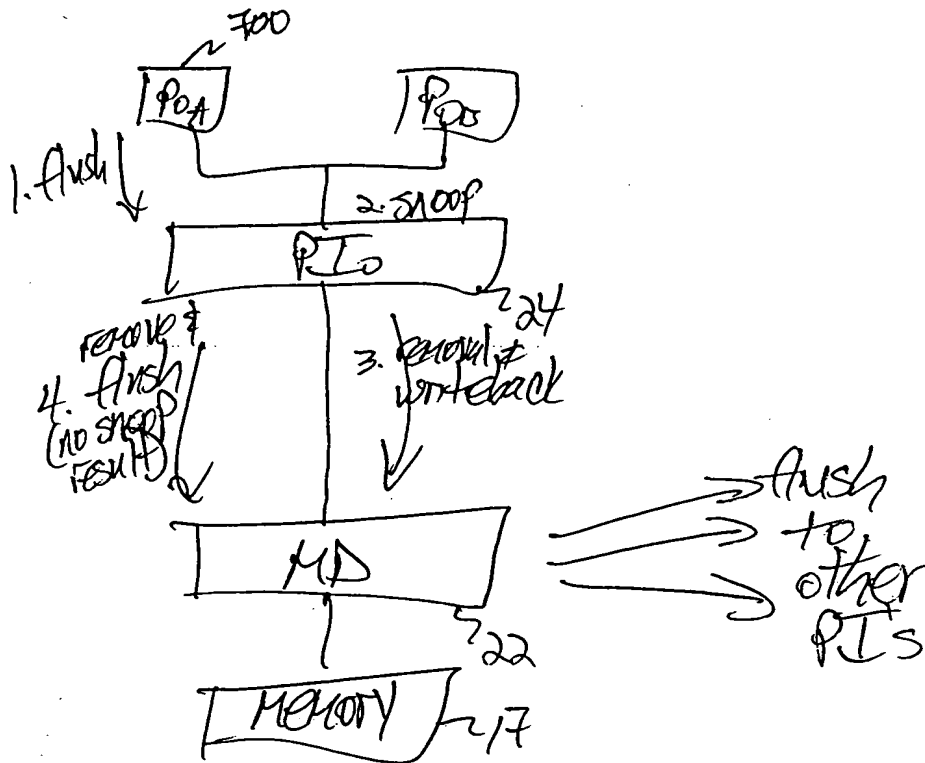 700
P0A
P0B
1. flush
2. snoop
PI0
24
remove &
4. flush
(no snoop
result)
3. removal &
writeback
flush
to
other
PIs
MD
22
MEMORY
17